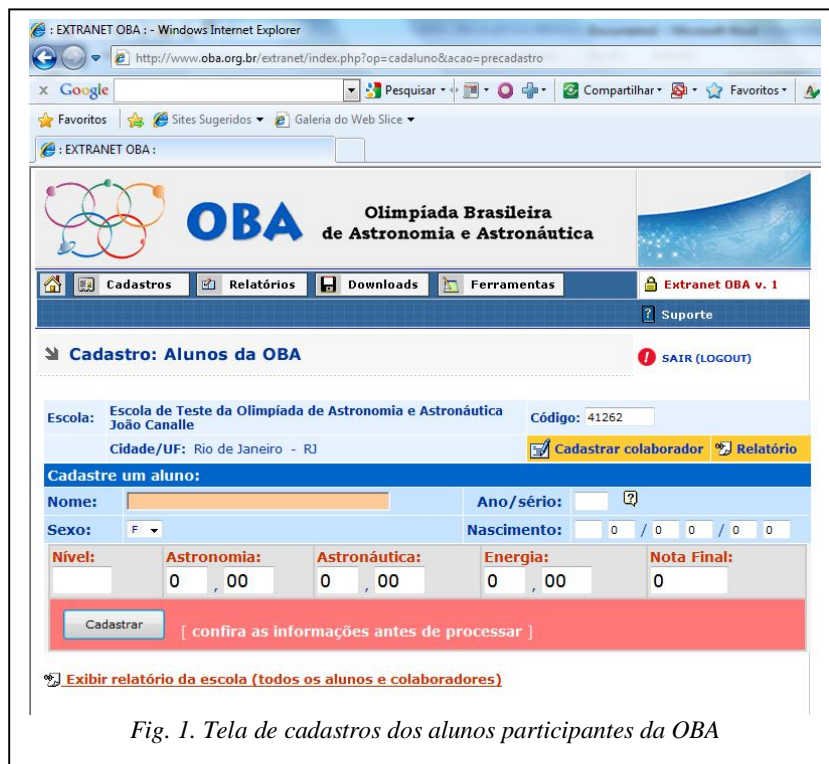 : EXTRANET OBA : - Windows Internet Explorer
http://www.oba.org.br/extranet/index.php?op=cadaluno&acao=precadastro
x Google Pesquisar Compartilhar Favoritos
Favoritos Sites Sugeridos Galeria do Web Slice
: EXTRANET OBA :
OBA Olimpíada Brasileira
de Astronomia e Astronáutica
Cadastros Relatórios Downloads Ferramentas Extranet OBA v. 1
Suporte
Cadastro: Alunos da OBA SAIR (LOGOUT)
Escola: Escola de Teste da Olimpíada de Astronomia e Astronáutica
João Canalle Código: 41262
Cidade/UF: Rio de Janeiro - RJ Cadastrar colaborador Relatório
Cadastre um aluno:
Nome: Ano/sério: ?
Sexo: F Nascimento: 0 / 0 0 / 0 0
Nível: Astronomia: Astronáutica: Energia: Nota Final:
0 , 00 0 , 00 0 , 00 0
Cadastrar [ confira as informações antes de processar ]
Exibir relatório da escola (todos os alunos e colaboradores)
Fig. 1. Tela de cadastros dos alunos participantes da OBA